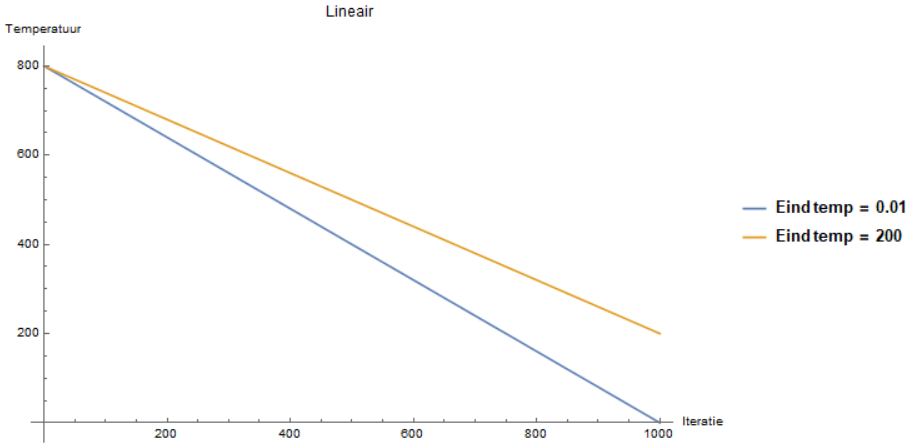 Lineair
Temperatuur
800
600
400
200
200
400
600
800
1000
Iteratie
Eind temp = 0.01
Eind temp = 200